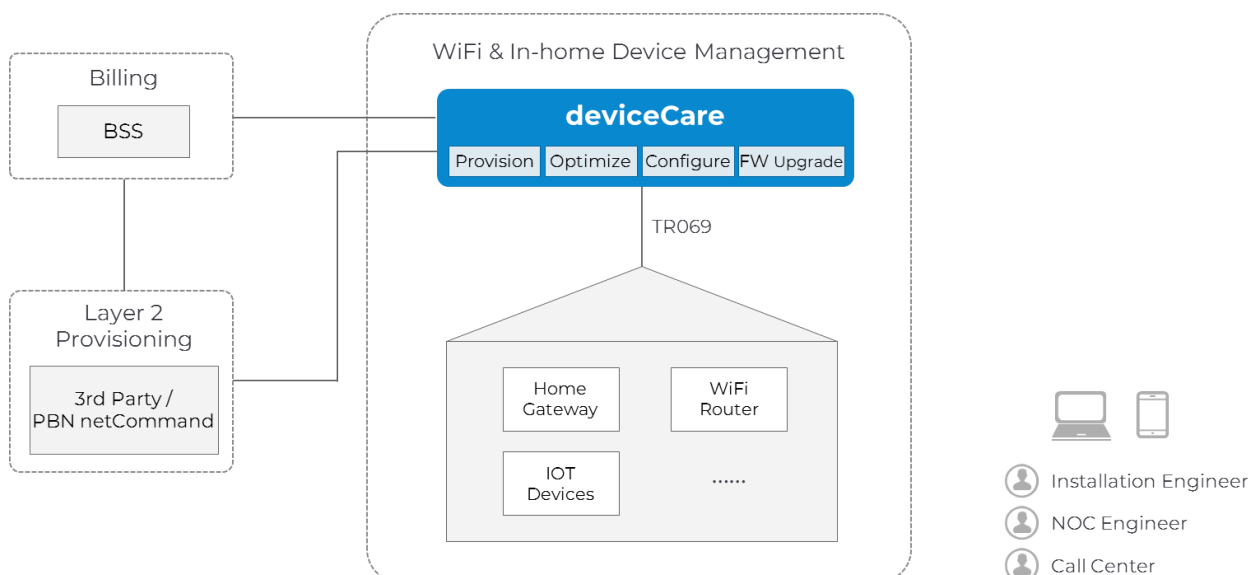 WiFi & In-home Device Management
Billing
BSS
deviceCare
Provision
Optimize
Configure
FW Upgrade
TR069
Layer 2
Provisioning
3rd Party /
PBN netCommand
Home
Gateway
WiFi
Router
IOT
Devices
......
Installation Engineer
NOC Engineer
Call Center